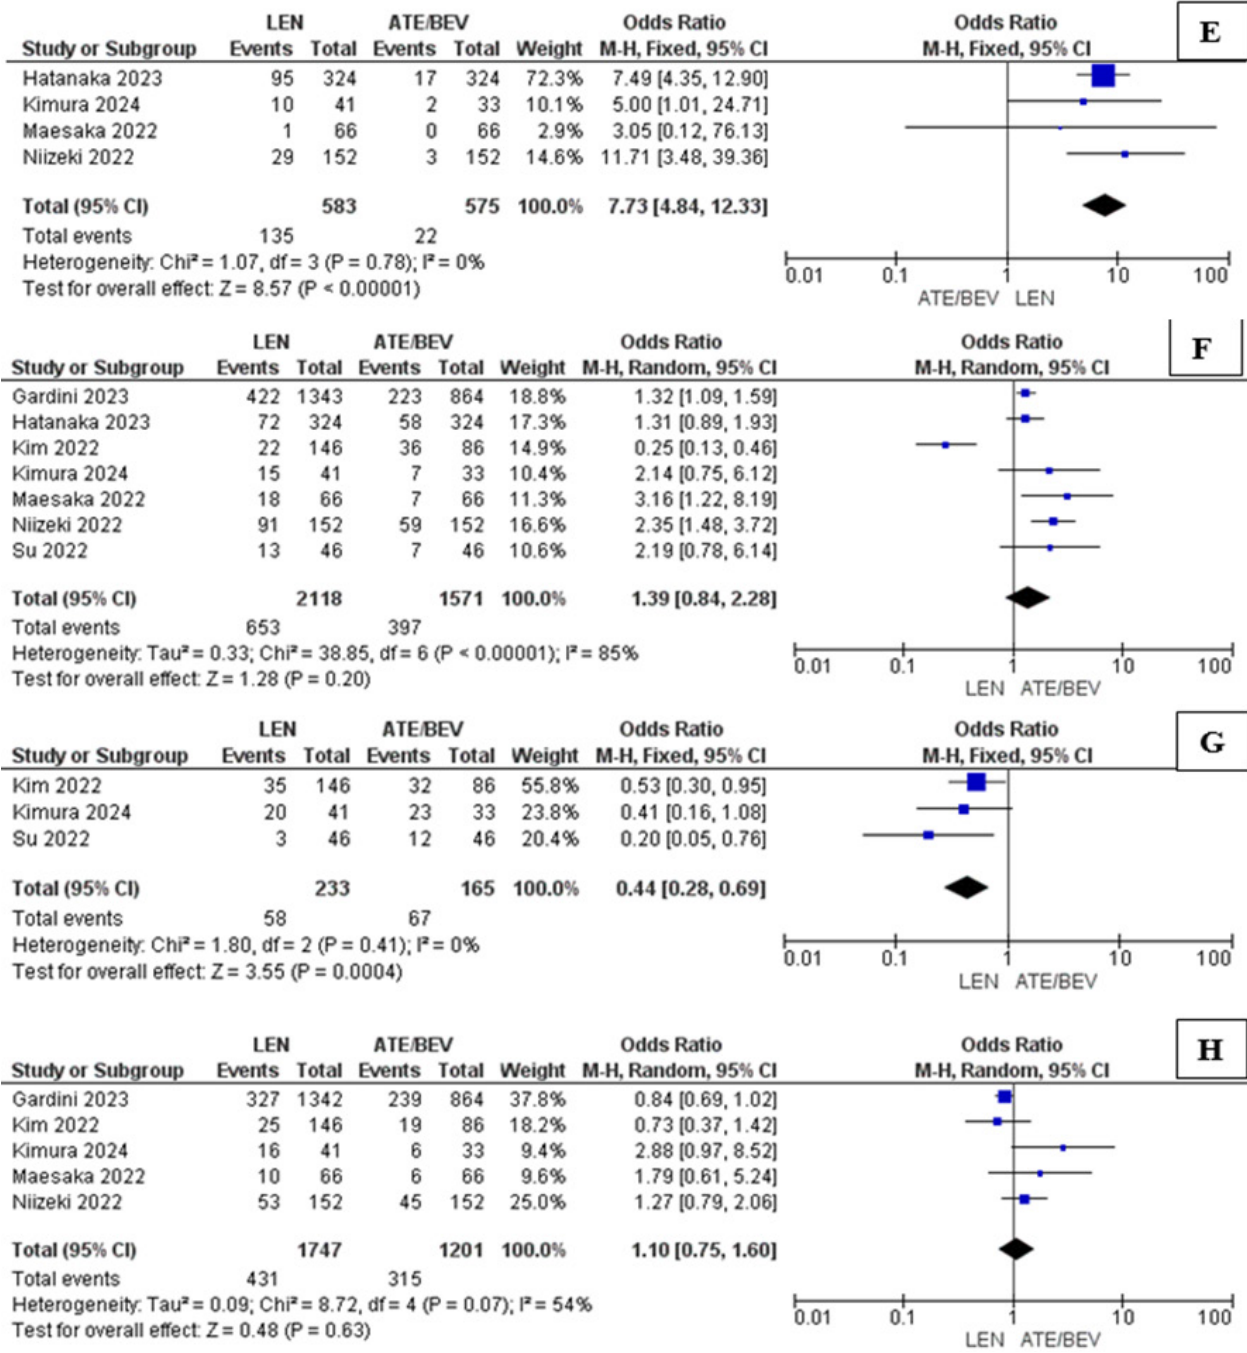 LEN ATE/BEV Odds Ratio Odds Ratio E
Study or Subgroup Events Total Events Total Weight M-H, Fixed, 95% CI M-H, Fixed, 95% CI
Hatanaka 2023 95 324 17 324 72.3% 7.49 [4.35, 12.90]
Kimura 2024 10 41 2 33 10.1% 5.00 [1.01, 24.71]
Maesaka 2022 1 66 0 66 2.9% 3.05 [0.12, 76.13]
Niizeki 2022 29 152 3 152 14.6% 11.71 [3.48, 39.36]
Total (95% CI) 583 575 100.0% 7.73 [4.84, 12.33]
Total events 135 22
Heterogeneity: Chi² = 1.07, df = 3 (P = 0.78); I² = 0%
Test for overall effect: Z = 8.57 (P < 0.00001)
0.01 0.1 1 10 100
ATE/BEV LEN
LEN ATE/BEV Odds Ratio Odds Ratio F
Study or Subgroup Events Total Events Total Weight M-H, Random, 95% CI M-H, Random, 95% CI
Gardini 2023 422 1343 223 864 18.8% 1.32 [1.09, 1.59]
Hatanaka 2023 72 324 58 324 17.3% 1.31 [0.89, 1.93]
Kim 2022 22 146 36 86 14.9% 0.25 [0.13, 0.46]
Kimura 2024 15 41 7 33 10.4% 2.14 [0.75, 6.12]
Maesaka 2022 18 66 7 66 11.3% 3.16 [1.22, 8.19]
Niizeki 2022 91 152 59 152 16.6% 2.35 [1.48, 3.72]
Su 2022 13 46 7 46 10.6% 2.19 [0.78, 6.14]
Total (95% CI) 2118 1571 100.0% 1.39 [0.84, 2.28]
Total events 653 397
Heterogeneity: Tau² = 0.33; Chi² = 38.85, df = 6 (P < 0.00001); I² = 85%
Test for overall effect: Z = 1.28 (P = 0.20)
0.01 0.1 1 10 100
LEN ATE/BEV
LEN ATE/BEV Odds Ratio Odds Ratio G
Study or Subgroup Events Total Events Total Weight M-H, Fixed, 95% CI M-H, Fixed, 95% CI
Kim 2022 35 146 32 86 55.8% 0.53 [0.30, 0.95]
Kimura 2024 20 41 23 33 23.8% 0.41 [0.16, 1.08]
Su 2022 3 46 12 46 20.4% 0.20 [0.05, 0.76]
Total (95% CI) 233 165 100.0% 0.44 [0.28, 0.69]
Total events 58 67
Heterogeneity: Chi² = 1.80, df = 2 (P = 0.41); I² = 0%
Test for overall effect: Z = 3.55 (P = 0.0004)
0.01 0.1 1 10 100
LEN ATE/BEV
LEN ATE/BEV Odds Ratio Odds Ratio H
Study or Subgroup Events Total Events Total Weight M-H, Random, 95% CI M-H, Random, 95% CI
Gardini 2023 327 1342 239 864 37.8% 0.84 [0.69, 1.02]
Kim 2022 25 146 19 86 18.2% 0.73 [0.37, 1.42]
Kimura 2024 16 41 6 33 9.4% 2.88 [0.97, 8.52]
Maesaka 2022 10 66 6 66 9.6% 1.79 [0.61, 5.24]
Niizeki 2022 53 152 45 152 25.0% 1.27 [0.79, 2.06]
Total (95% CI) 1747 1201 100.0% 1.10 [0.75, 1.60]
Total events 431 315
Heterogeneity: Tau² = 0.09; Chi² = 8.72, df = 4 (P = 0.07); I² = 54%
Test for overall effect: Z = 0.48 (P = 0.63)
0.01 0.1 1 10 100
LEN ATE/BEV